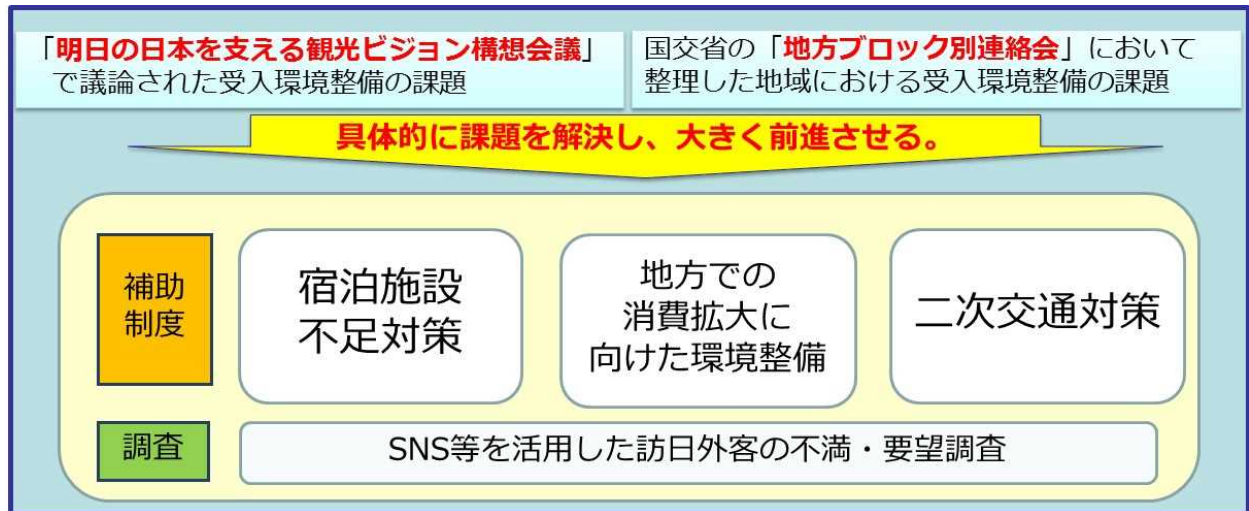 「明日の日本を支える観光ビジョン構想会議」
で議論された受入環境整備の課題
国交省の「地方ブロック別連絡会」において
整理した地域における受入環境整備の課題
具体的に課題を解決し、大きく前進させる。
補助
制度
宿泊施設
不足対策
地方での
消費拡大に
向けた環境整備
二次交通対策
調査
SNS等を活用した訪日外客の不満・要望調査